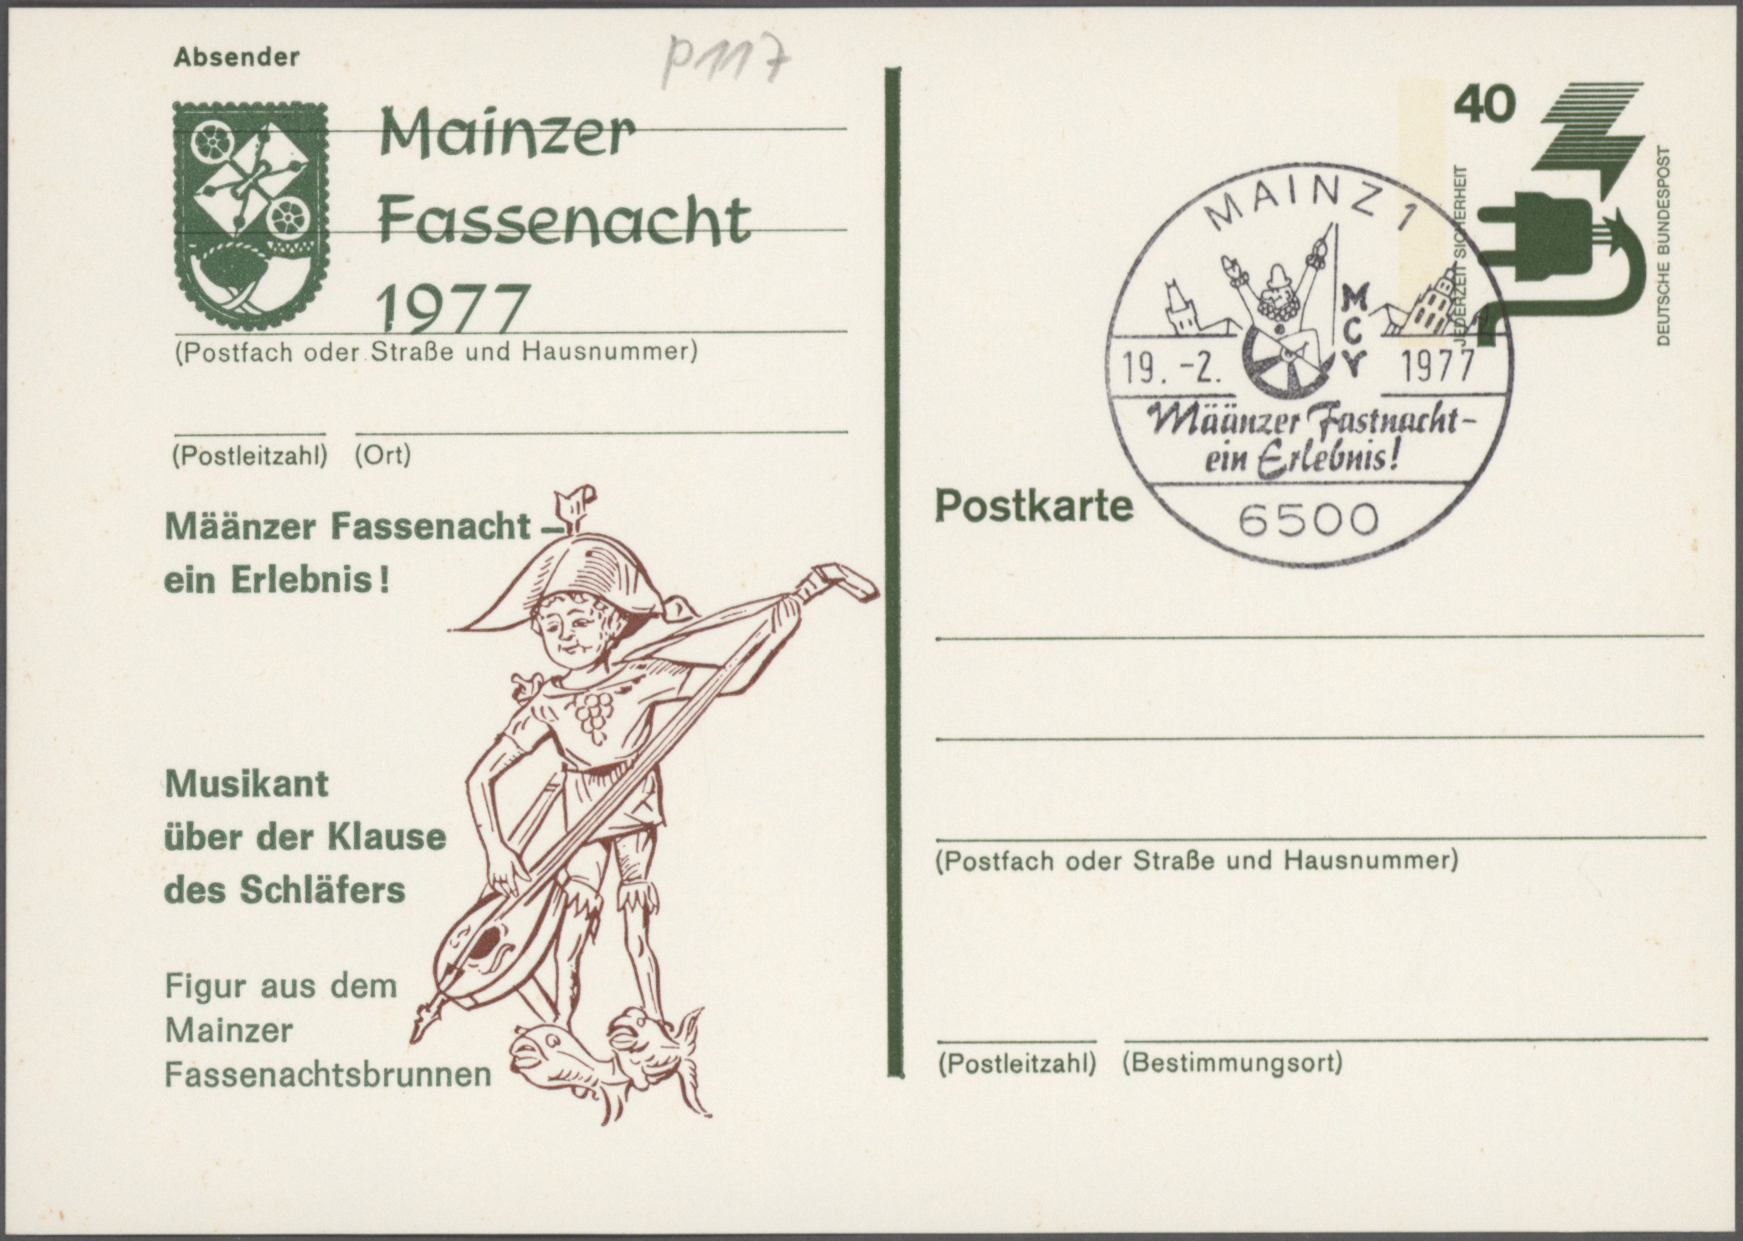 Absender
p117
Mainzer
Fassenacht
1977
(Postfach oder Straße und Hausnummer)
(Postleitzahl) (Ort)
Määnzer Fassenacht –
ein Erlebnis!
Musikant
über der Klause
des Schläfers
Figur aus dem
Mainzer
Fassenachtsbrunnen
40
JEDERZEIT SICHERHEIT
DEUTSCHE BUNDESPOST
MAINZ 1
MCV
19. -2. 1977
Määnzer Fastnacht-
ein Erlebnis!
6500
Postkarte
(Postfach oder Straße und Hausnummer)
(Postleitzahl) (Bestimmungsort)